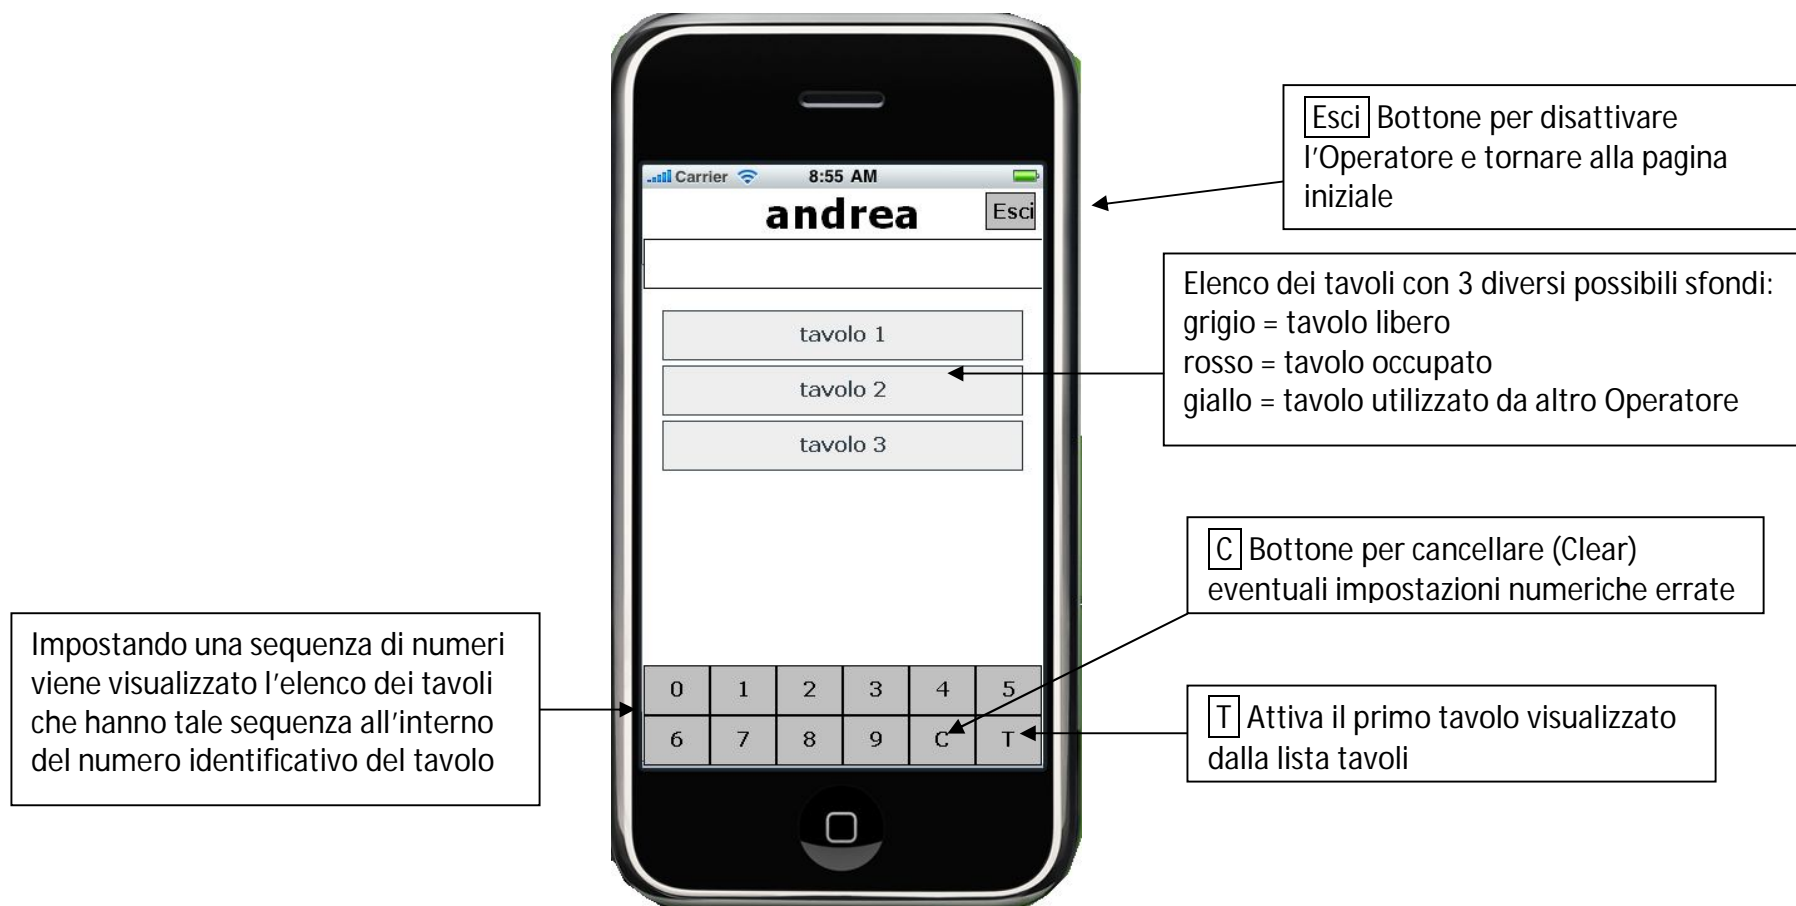 Carrier 8:55 AM
andrea Esci
tavolo 1
tavolo 2
tavolo 3
0 1 2 3 4 5
6 7 8 9 C T
Esci Bottone per disattivare
l'Operatore e tornare alla pagina
iniziale
Elenco dei tavoli con 3 diversi possibili sfondi:
grigio = tavolo libero
rosso = tavolo occupato
giallo = tavolo utilizzato da altro Operatore
C Bottone per cancellare (Clear)
eventuali impostazioni numeriche errate
T Attiva il primo tavolo visualizzato
dalla lista tavoli
Impostando una sequenza di numeri
viene visualizzato l'elenco dei tavoli
che hanno tale sequenza all'interno
del numero identificativo del tavolo